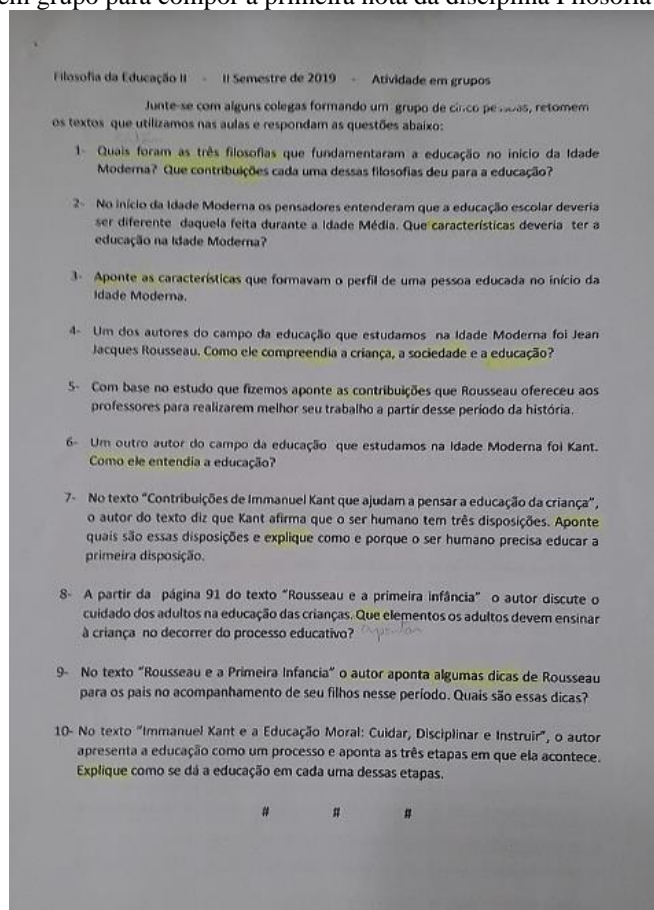 em grupo para compor a primeira nota da disciplina Filosofia
Filosofia da Educação II - II Semestre de 2019 - Atividade em grupos
Junte-se com alguns colegas formando um grupo de cinco pessoas, retomem
os textos que utilizamos nas aulas e respondam as questões abaixo:
1- Quais foram as três filosofias que fundamentaram a educação no inicio da Idade
Moderna? Que contribuições cada uma dessas filosofias deu para a educação?
2- No início da Idade Moderna os pensadores entenderam que a educação escolar deveria
ser diferente daquela feita durante a Idade Média. Que características deveria ter a
educação na Idade Moderna?
3- Aponte as características que formavam o perfil de uma pessoa educada no início da
Idade Moderna.
4- Um dos autores do campo da educação que estudamos na Idade Moderna foi Jean
Jacques Rousseau. Como ele compreendia a criança, a sociedade e a educação?
5- Com base no estudo que fizemos aponte as contribuições que Rousseau ofereceu aos
professores para realizarem melhor seu trabalho a partir desse período da história.
6- Um outro autor do campo da educação que estudamos na Idade Moderna foi Kant.
Como ele entendia a educação?
7- No texto "Contribuições de Immanuel Kant que ajudam a pensar a educação da criança",
o autor do texto diz que Kant afirma que o ser humano tem três disposições. Aponte
quais são essas disposições e explique como e porque o ser humano precisa educar a
primeira disposição.
8- A partir da página 91 do texto "Rousseau e a primeira infância" o autor discute o
cuidado dos adultos na educação das crianças. Que elementos os adultos devem ensinar
à criança no decorrer do processo educativo?
9- No texto "Rousseau e a Primeira Infancia" o autor aponta algumas dicas de Rousseau
para os pais no acompanhamento de seu filhos nesse período. Quais são essas dicas?
10- No texto "Immanuel Kant e a Educação Moral: Cuidar, Disciplinar e Instruir", o autor
apresenta a educação como um processo e aponta as três etapas em que ela acontece.
Explique como se dá a educação em cada uma dessas etapas.
# # #